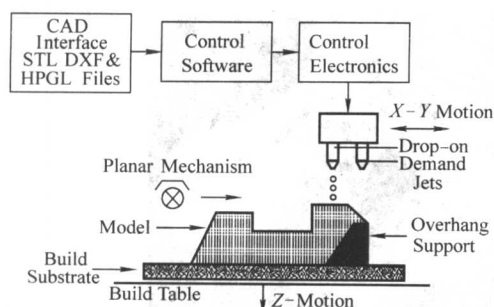 CAD
Interface
STL DXF &
HPGL Files
Control
Software
Control
Electronics
X-Y Motion
Drop-on
Demand
Jets
Planar Mechanism
Model
Overhang
Support
Build
Substrate
Build Table
Z-Motion